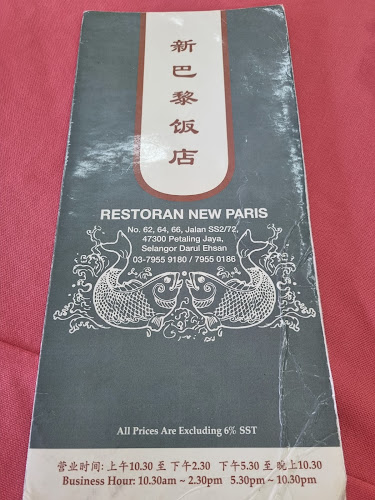 新巴黎饭店
RESTORAN NEW PARIS
No. 62, 64, 66, Jalan SS2/72,
47300 Petaling Jaya,
Selangor Darul Ehsan
03-7955 9180 / 7955 0186
All Prices Are Excluding 6% SST
营业时间: 上午10.30 至 下午2.30 下午5.30 至 晚上10.30
Business Hour: 10.30am ~ 2.30pm 5.30pm ~ 10.30pm